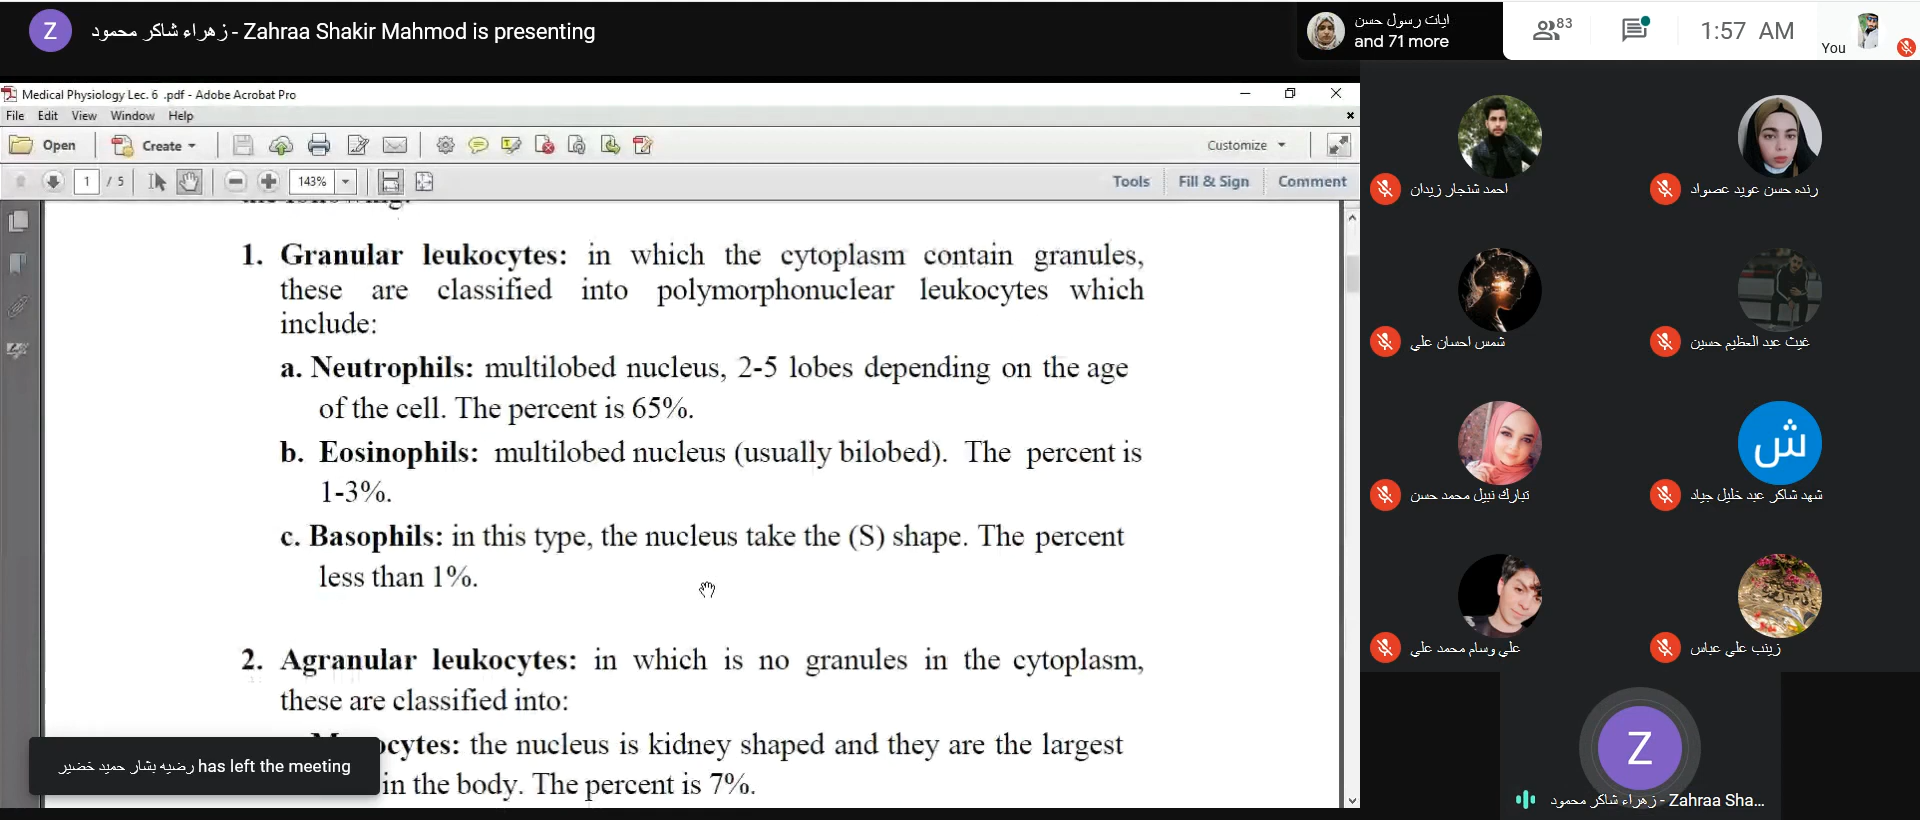 Z
زهراء شاكر محمود - Zahraa Shakir Mahmod is presenting
ايات رسول حسن
and 71 more
83
1:57 AM
You
Medical Physiology Lec. 6 .pdf - Adobe Acrobat Pro
File Edit View Window Help
Open Create Customize
1 / 5 143% Tools Fill & Sign Comment
the following:
1. Granular leukocytes: in which the cytoplasm contain granules,
these are classified into polymorphonuclear leukocytes which
include:
a. Neutrophils: multilobed nucleus, 2-5 lobes depending on the age
of the cell. The percent is 65%.
b. Eosinophils: multilobed nucleus (usually bilobed). The percent is
1-3%.
c. Basophils: in this type, the nucleus take the (S) shape. The percent
less than 1%.
2. Agranular leukocytes: in which is no granules in the cytoplasm,
these are classified into:
ocytes: the nucleus is kidney shaped and they are the largest
in the body. The percent is 7%.
رضيه بشار حميد خضير has left the meeting
احمد شنجار زيدان
رنده حسن عويد عصواد
شمس احسان علي
غيث عبد العظيم حسين
تبارك نبيل محمد حسن
ش
شهد شاكر عبد خليل جياد
علي وسام محمد علي
زينب علي عباس
Z
زهراء شاكر محمود - Zahraa Sha...